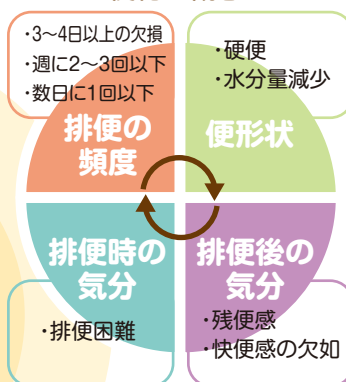 ・3〜4日以上の欠損
・週に2〜3回以下
・数日に1回以下
排便の
頻度
・硬便
・水分量減少
便形状
排便時の
気分
・排便困難
排便後の
気分
・残便感
・快便感の欠如